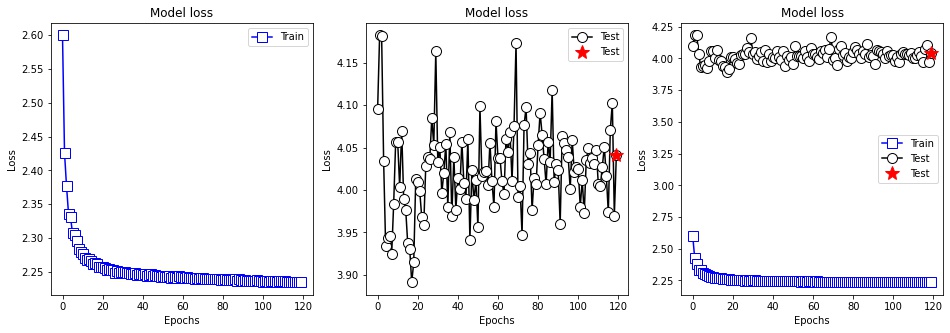 Model loss
Train
2.60
2.55
2.50
2.45
2.40
2.35
2.30
2.25
Loss
0 20 40 60 80 100 120
Epochs
Model loss
Test
Test
4.15
4.10
4.05
4.00
3.95
3.90
Loss
0 20 40 60 80 100 120
Epochs
Model loss
4.25
4.00
3.75
3.50
3.25
3.00
2.75
2.50
2.25
Train
Test
Test
Loss
0 20 40 60 80 100 120
Epochs